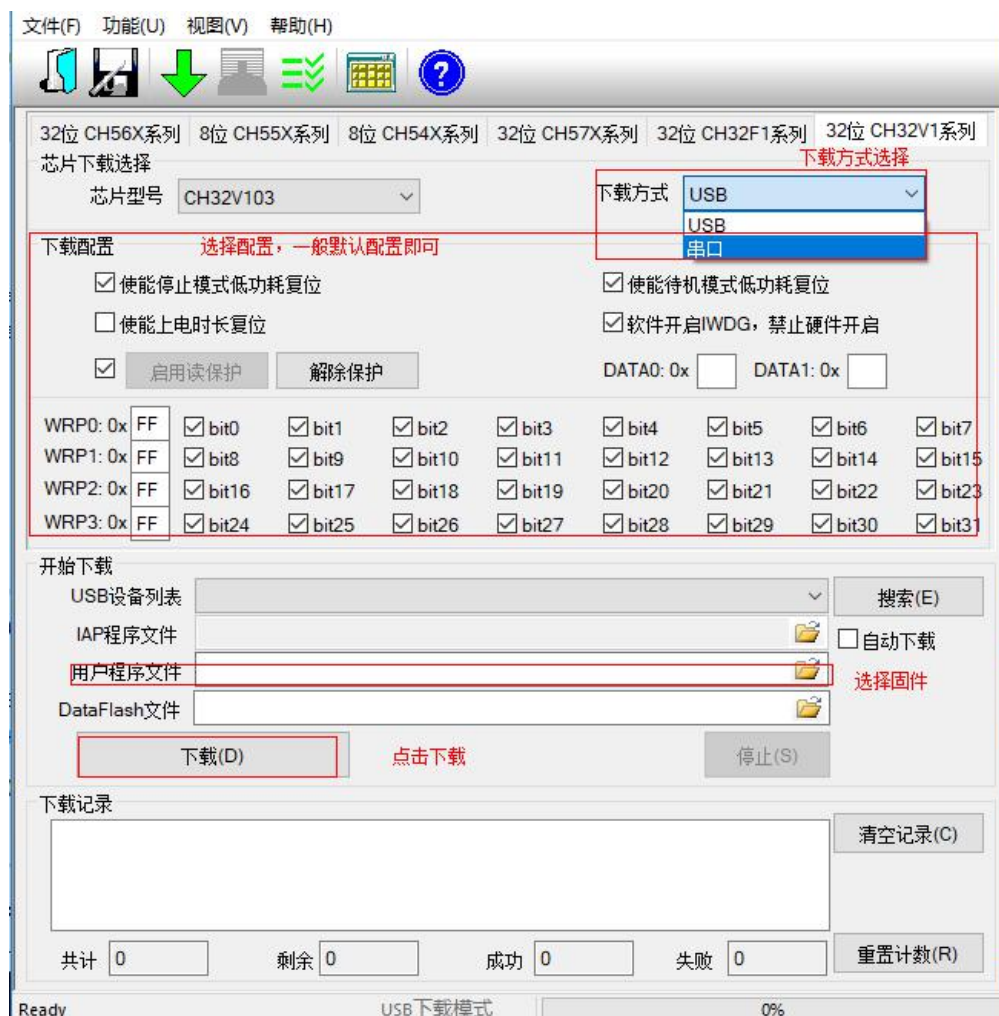 文件(F) 功能(U) 视图(V) 帮助(H)
32位 CH56X系列 8位 CH55X系列 8位 CH54X系列 32位 CH57X系列 32位 CH32F1系列 32位 CH32V1系列
芯片下载选择 下载方式选择
芯片型号 CH32V103 下载方式 USB
USB
串口
下载配置 选择配置，一般默认配置即可
使能停止模式低功耗复位 使能待机模式低功耗复位
使能上电时长复位 软件开启IWDG，禁止硬件开启
启用读保护 解除保护 DATA0: 0x DATA1: 0x
WRP0: 0x FF bit0 bit1 bit2 bit3 bit4 bit5 bit6 bit7
WRP1: 0x FF bit8 bit9 bit10 bit11 bit12 bit13 bit14 bit15
WRP2: 0x FF bit16 bit17 bit18 bit19 bit20 bit21 bit22 bit23
WRP3: 0x FF bit24 bit25 bit26 bit27 bit28 bit29 bit30 bit31
开始下载
USB设备列表 搜索(E)
IAP程序文件 自动下载
用户程序文件 选择固件
DataFlash文件
下载(D) 点击下载 停止(S)
下载记录
清空记录(C)
共计 0 剩余 0 成功 0 失败 0 重置计数(R)
Ready USB下载模式 0%